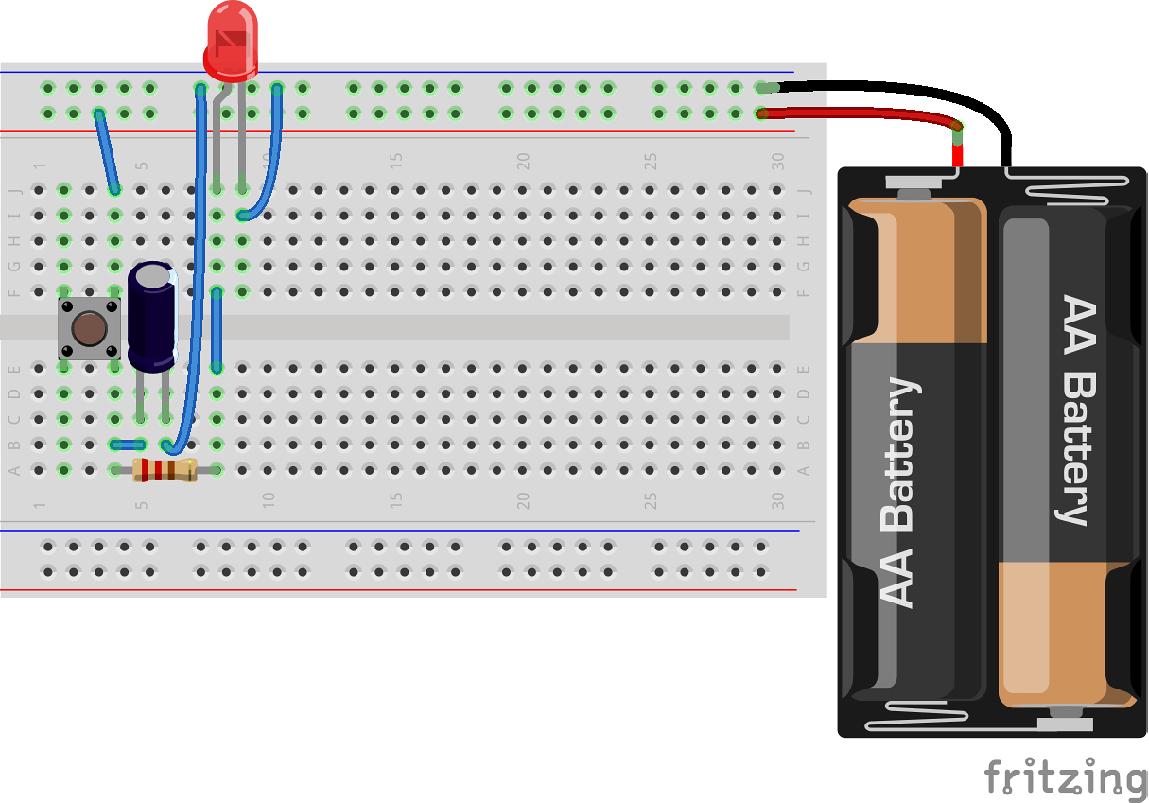 1 5 10 15 20 25 30
J J
I I
H H
G G
F F
E E
D D
C C
B B
A A
1 5 10 15 20 25 30
AA Battery
AA Battery
fritzing